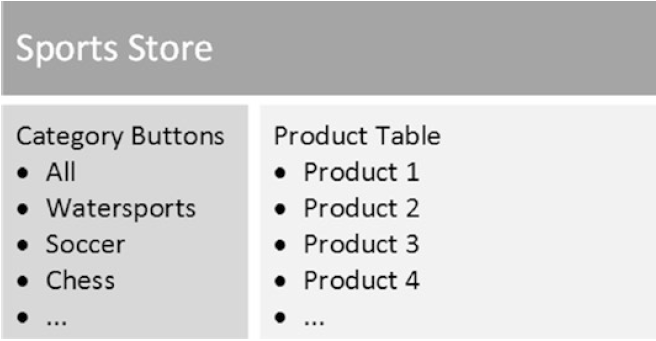 Sports Store
Category Buttons
• All
• Watersports
• Soccer
• Chess
• ...
Product Table
• Product 1
• Product 2
• Product 3
• Product 4
• ...